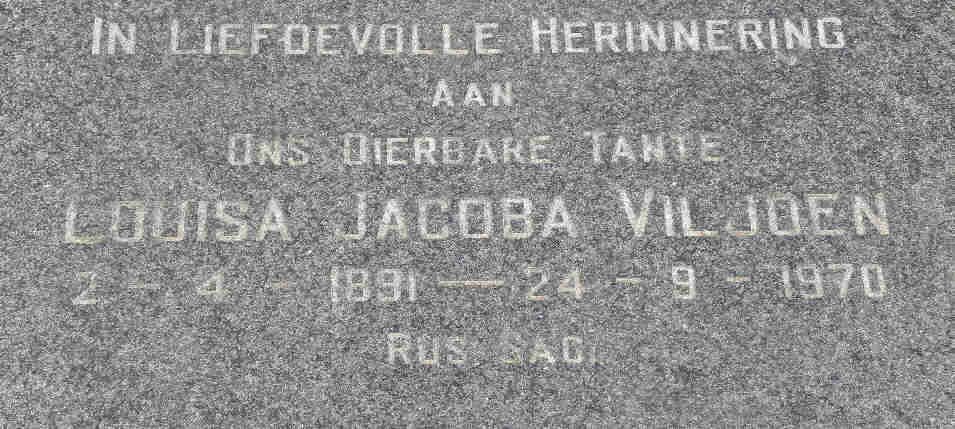 IN LIEFDEVOLLE HERINNERING
AAN
ONS DIERBARE TANTE
LOUISA JACOBA VILJOEN
2 - 4 - 1891 — 24 - 9 - 1970
RUS SAG.